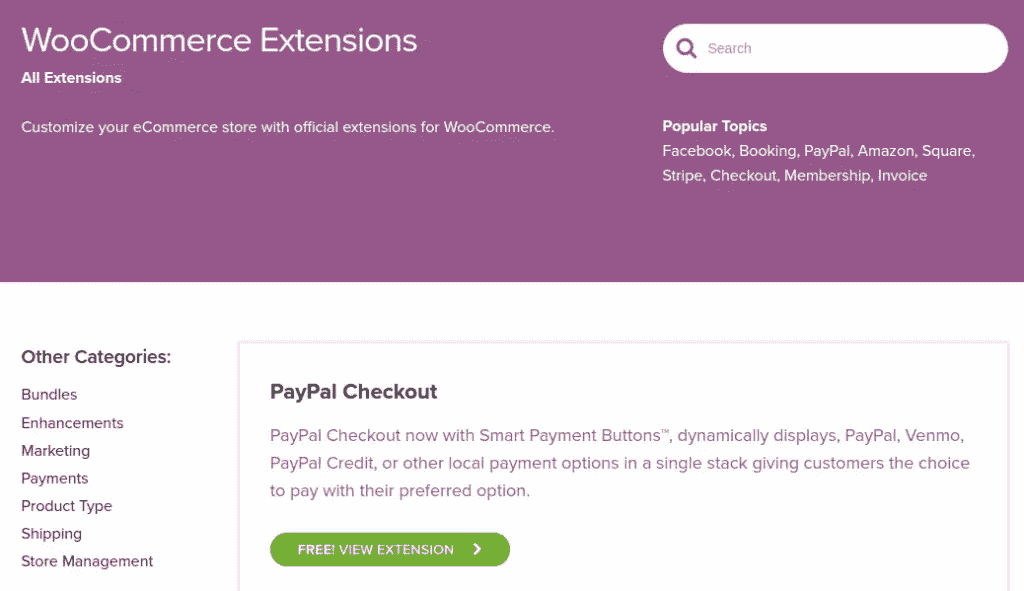 WooCommerce Extensions
Search
All Extensions
Customize your eCommerce store with official extensions for WooCommerce.
Popular Topics
Facebook, Booking, PayPal, Amazon, Square,
Stripe, Checkout, Membership, Invoice
Other Categories:
Bundles
Enhancements
Marketing
Payments
Product Type
Shipping
Store Management
PayPal Checkout
PayPal Checkout now with Smart Payment Buttons™, dynamically displays, PayPal, Venmo,
PayPal Credit, or other local payment options in a single stack giving customers the choice
to pay with their preferred option.
FREE! VIEW EXTENSION